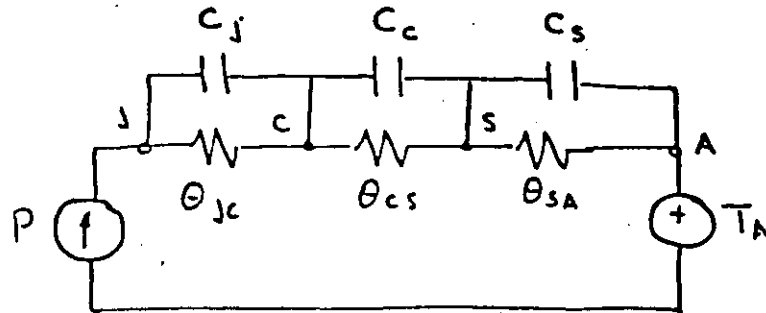 Cj Cc Cs
J C S A
θjc θcs θsA
P TA
+